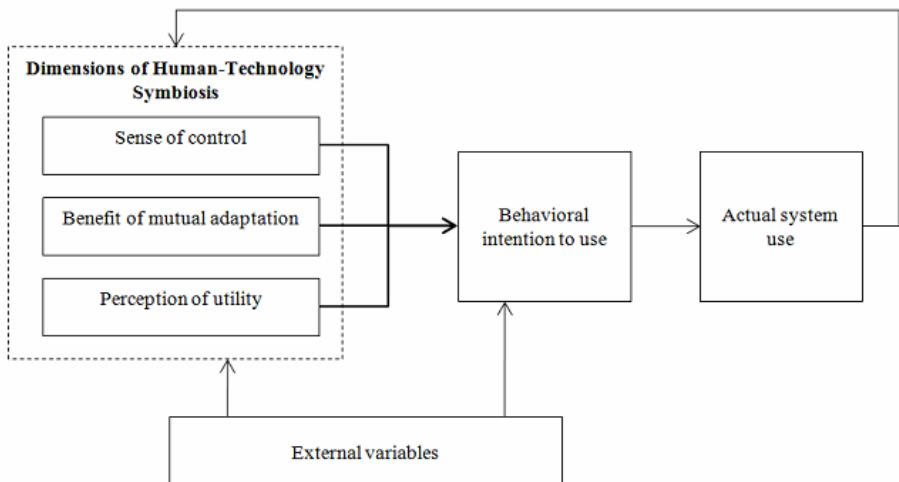 Dimensions of Human-Technology
Symbiosis
Sense of control
Benefit of mutual adaptation
Perception of utility
Behavioral
intention to use
Actual system
use
External variables